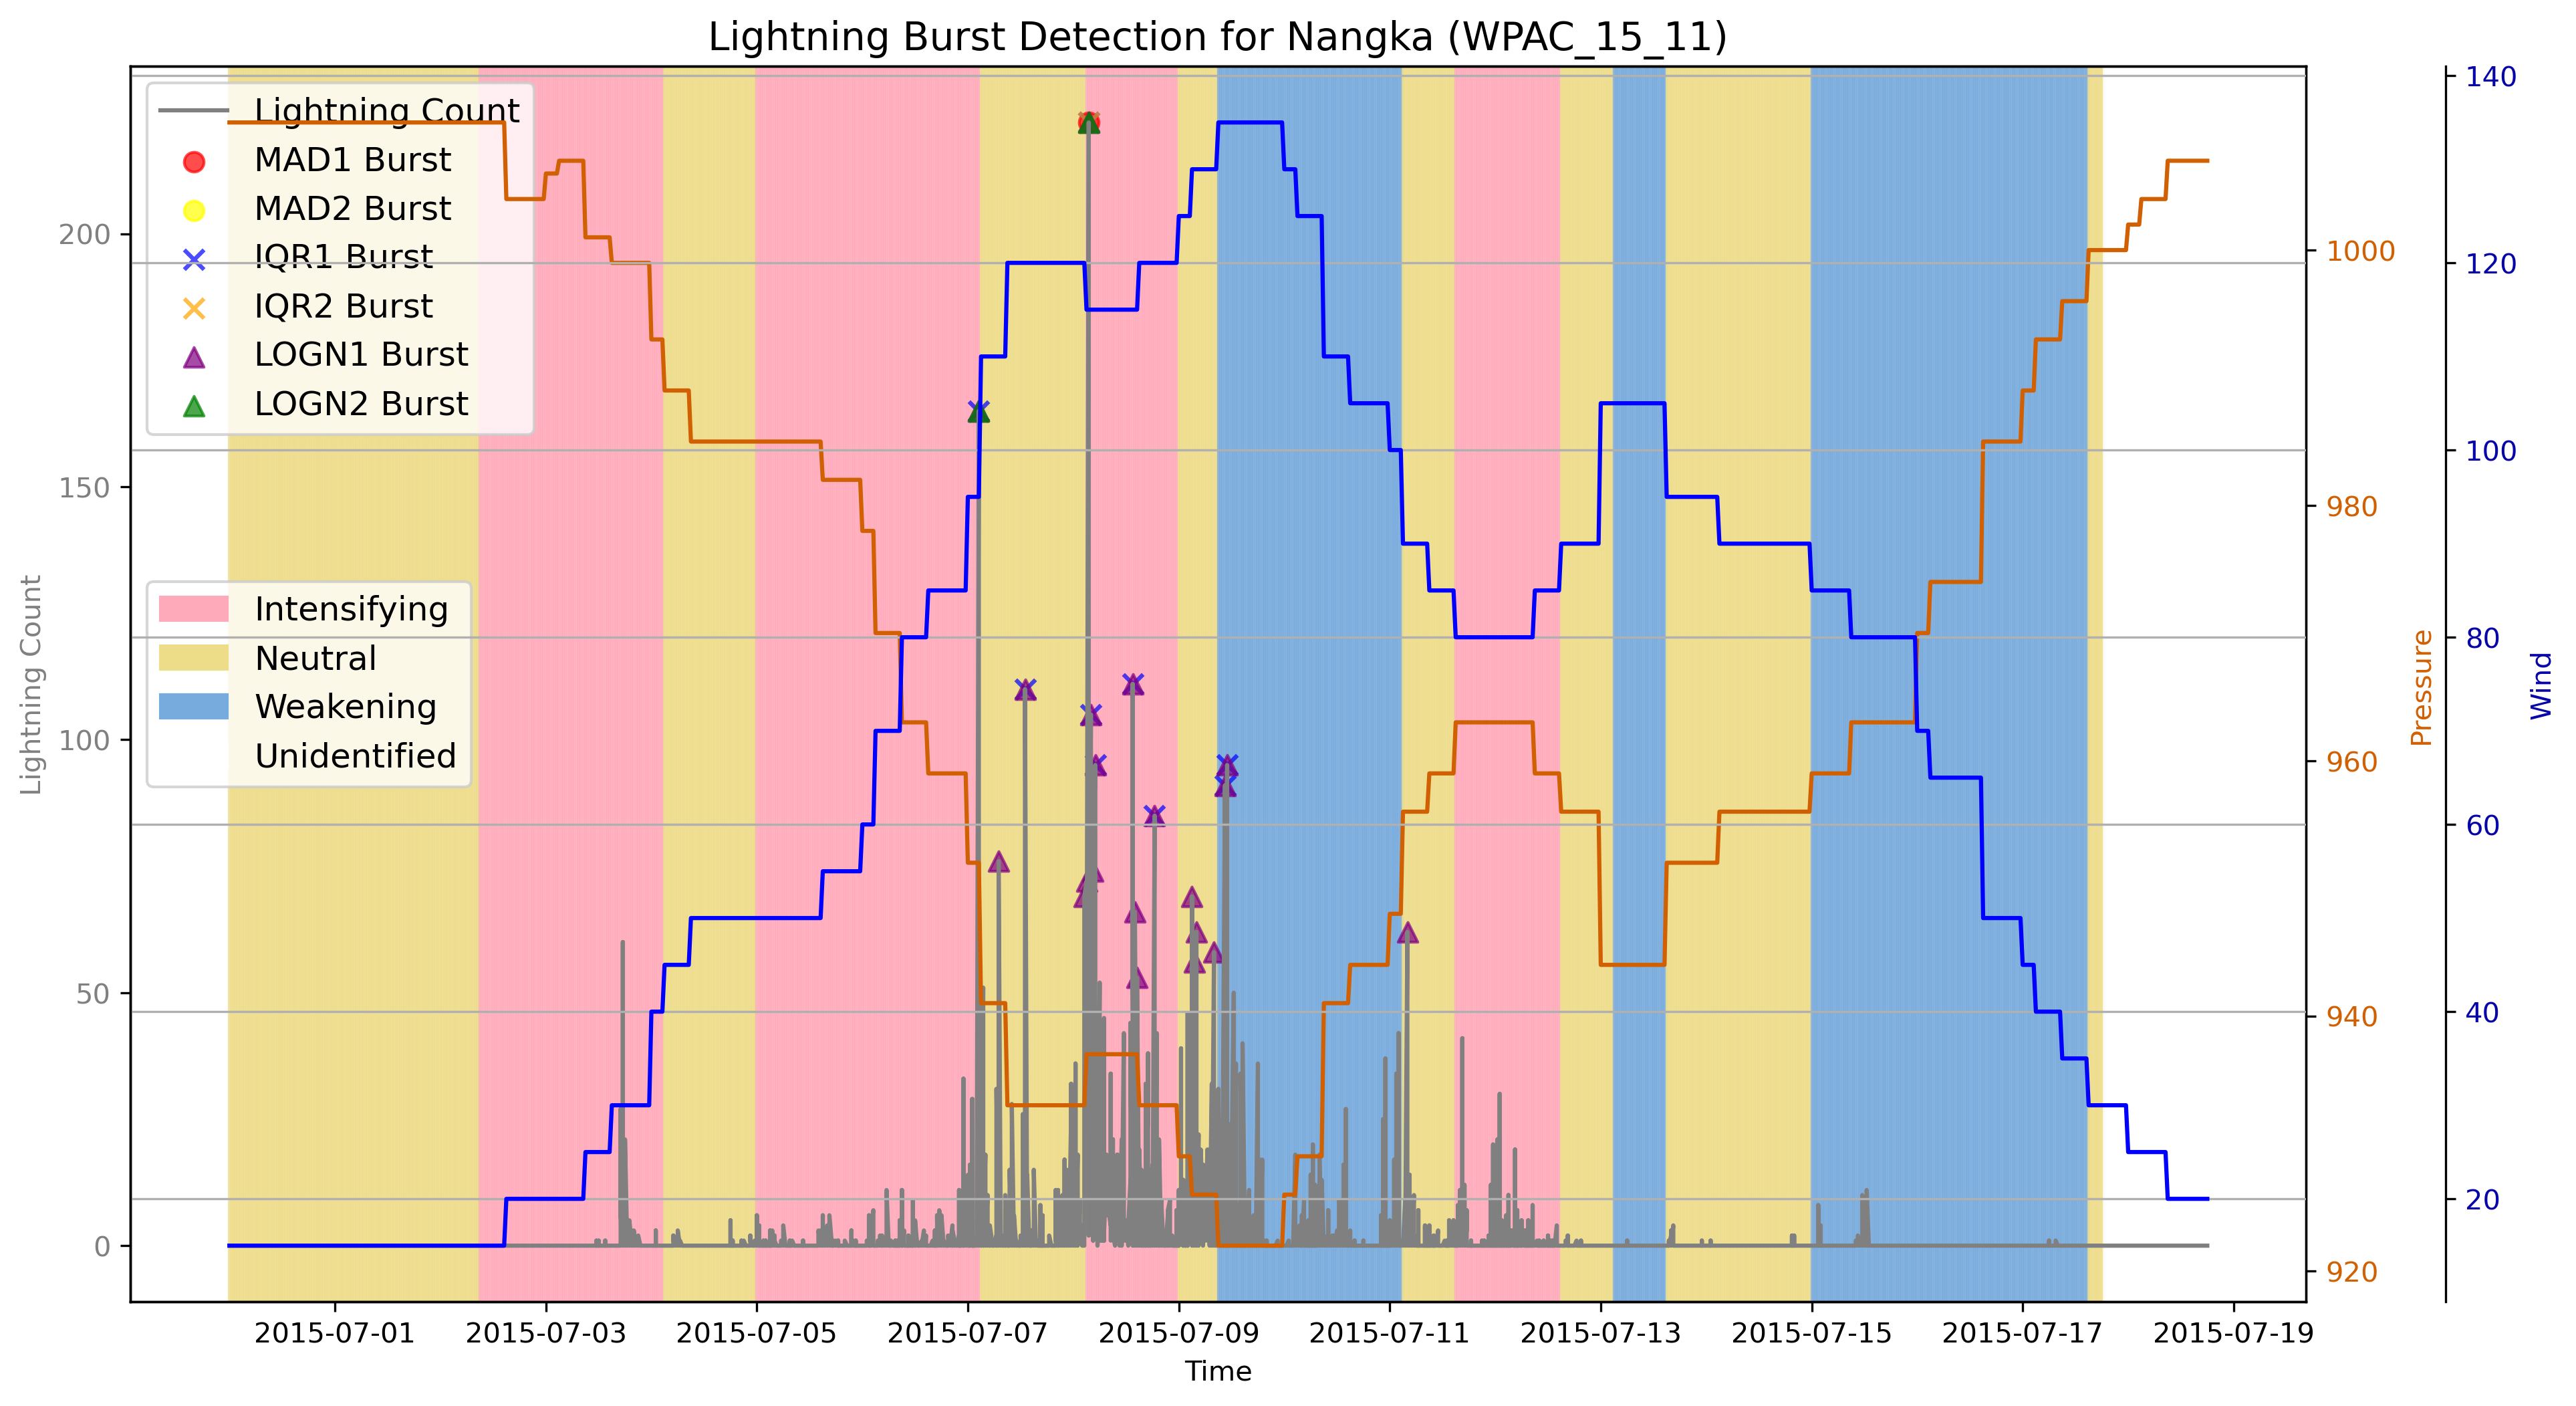 Lightning Burst Detection for Nangka (WPAC_15_11)
Lightning Count
MAD1 Burst
MAD2 Burst
IQR1 Burst
IQR2 Burst
LOGN1 Burst
LOGN2 Burst
Intensifying
Neutral
Weakening
Unidentified
Lightning Count
200
150
100
50
0
1000
980
960
940
920
Pressure
140
120
100
80
60
40
20
Wind
2015-07-01 2015-07-03 2015-07-05 2015-07-07 2015-07-09 2015-07-11 2015-07-13 2015-07-15 2015-07-17 2015-07-19
Time